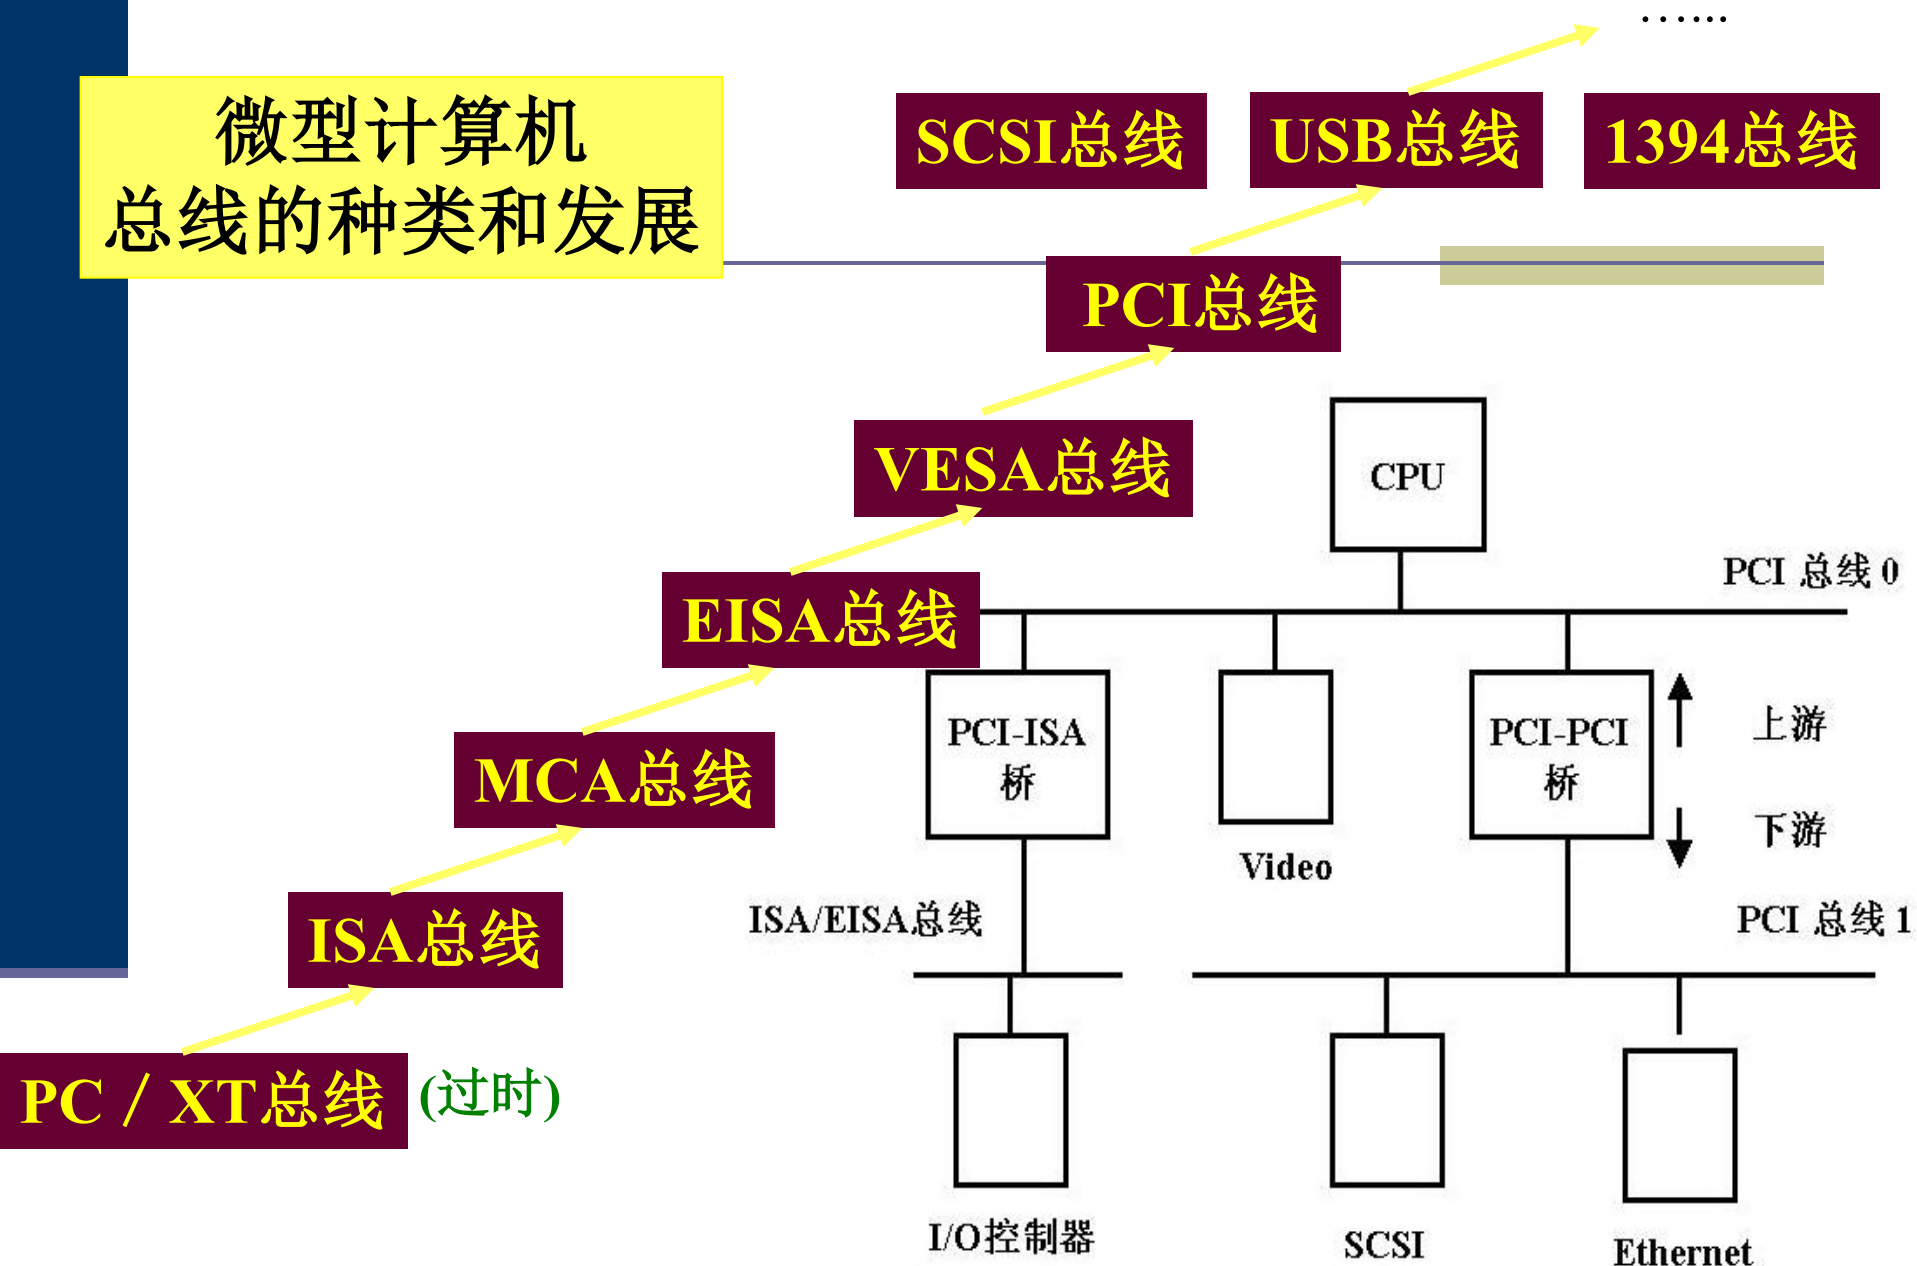 …...
微型计算机
总线的种类和发展
SCSI总线
USB总线
1394总线
PCI总线
VESA总线
EISA总线
MCA总线
ISA总线
PC／XT总线
(过时)
CPU
PCI 总线 0
PCI-ISA
桥
Video
PCI-PCI
桥
上游
下游
ISA/EISA总线
PCI 总线 1
I/O控制器
SCSI
Ethernet